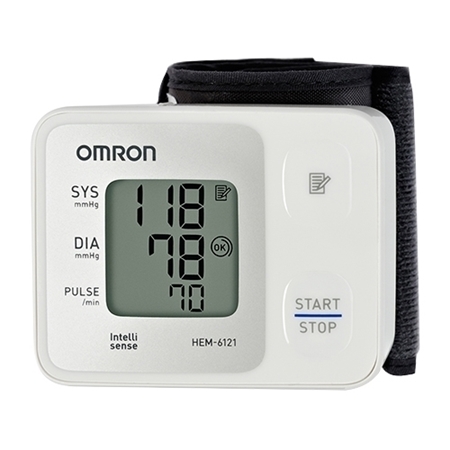 OMRON
SYS
mmHg
118
DIA
mmHg
78
OK
PULSE
/min
70
Intelli
sense
HEM-6121
START
STOP